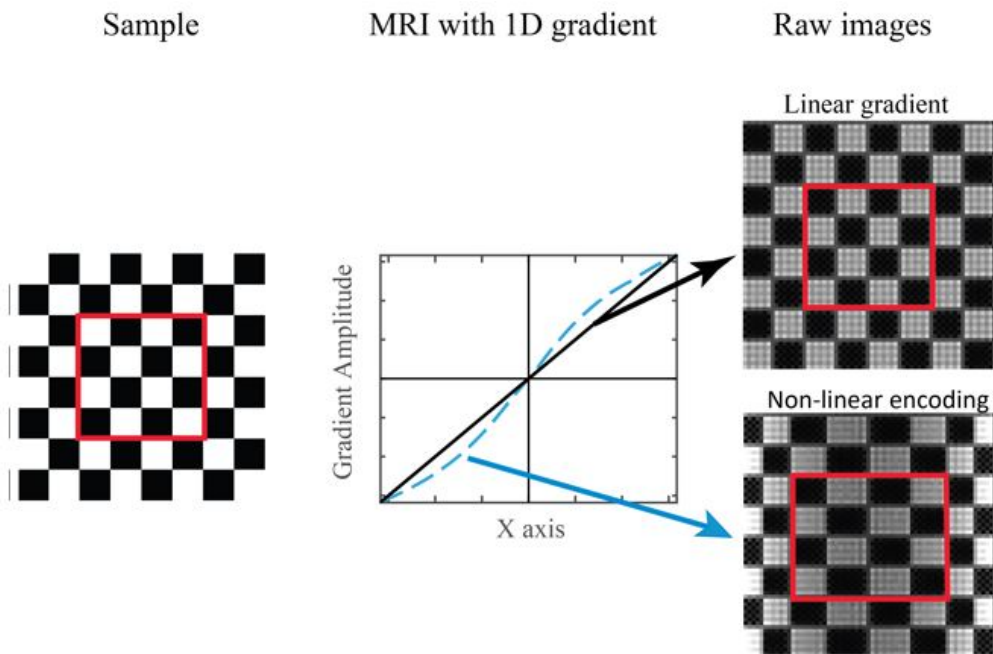 Sample
MRI with 1D gradient
Raw images
Linear gradient
Gradient Amplitude
X axis
Non-linear encoding